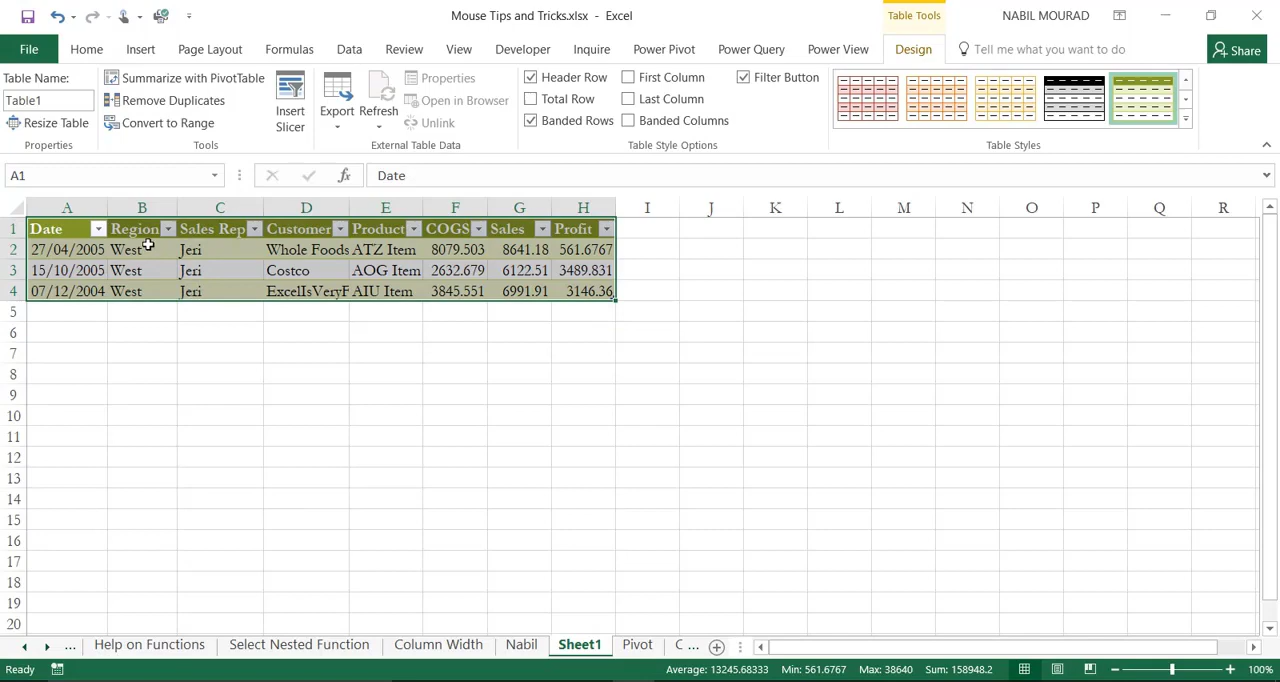 Mouse Tips and Tricks.xlsx - Excel
Table Tools
NABIL MOURAD
File Home Insert Page Layout Formulas Data Review View Developer Inquire Power Pivot Power Query Power View Design Tell me what you want to do Share
Table Name:
Table1
Resize Table
Properties
Summarize with PivotTable
Remove Duplicates
Convert to Range
Tools
Insert
Slicer
Export
Refresh
Properties
Open in Browser
Unlink
External Table Data
Header Row First Column Filter Button
Total Row Last Column
Banded Rows Banded Columns
Table Style Options
Table Styles
A1
fx
Date
A B C D E F G H I J K L M N O P Q R
1 Date Region Sales Rep Customer Product COGS Sales Profit
2 27/04/2005 West Jeri Whole Foods ATZ Item 8079.503 8641.18 561.6767
3 15/10/2005 West Jeri Costco AOG Item 2632.679 6122.51 3489.831
4 07/12/2004 West Jeri ExcelIsVeryF AIU Item 3845.551 6991.91 3146.36
5
6
7
8
9
10
11
12
13
14
15
16
17
18
19
20
... Help on Functions Select Nested Function Column Width Nabil Sheet1 Pivot C ...
Ready Average: 13245.68333 Min: 561.6767 Max: 38640 Sum: 158948.2 100%